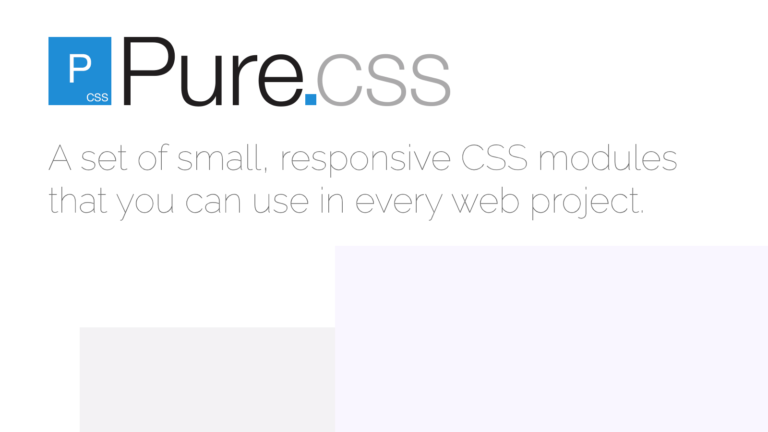 P
CSS
Pure.css
A set of small, responsive CSS modules
that you can use in every web project.